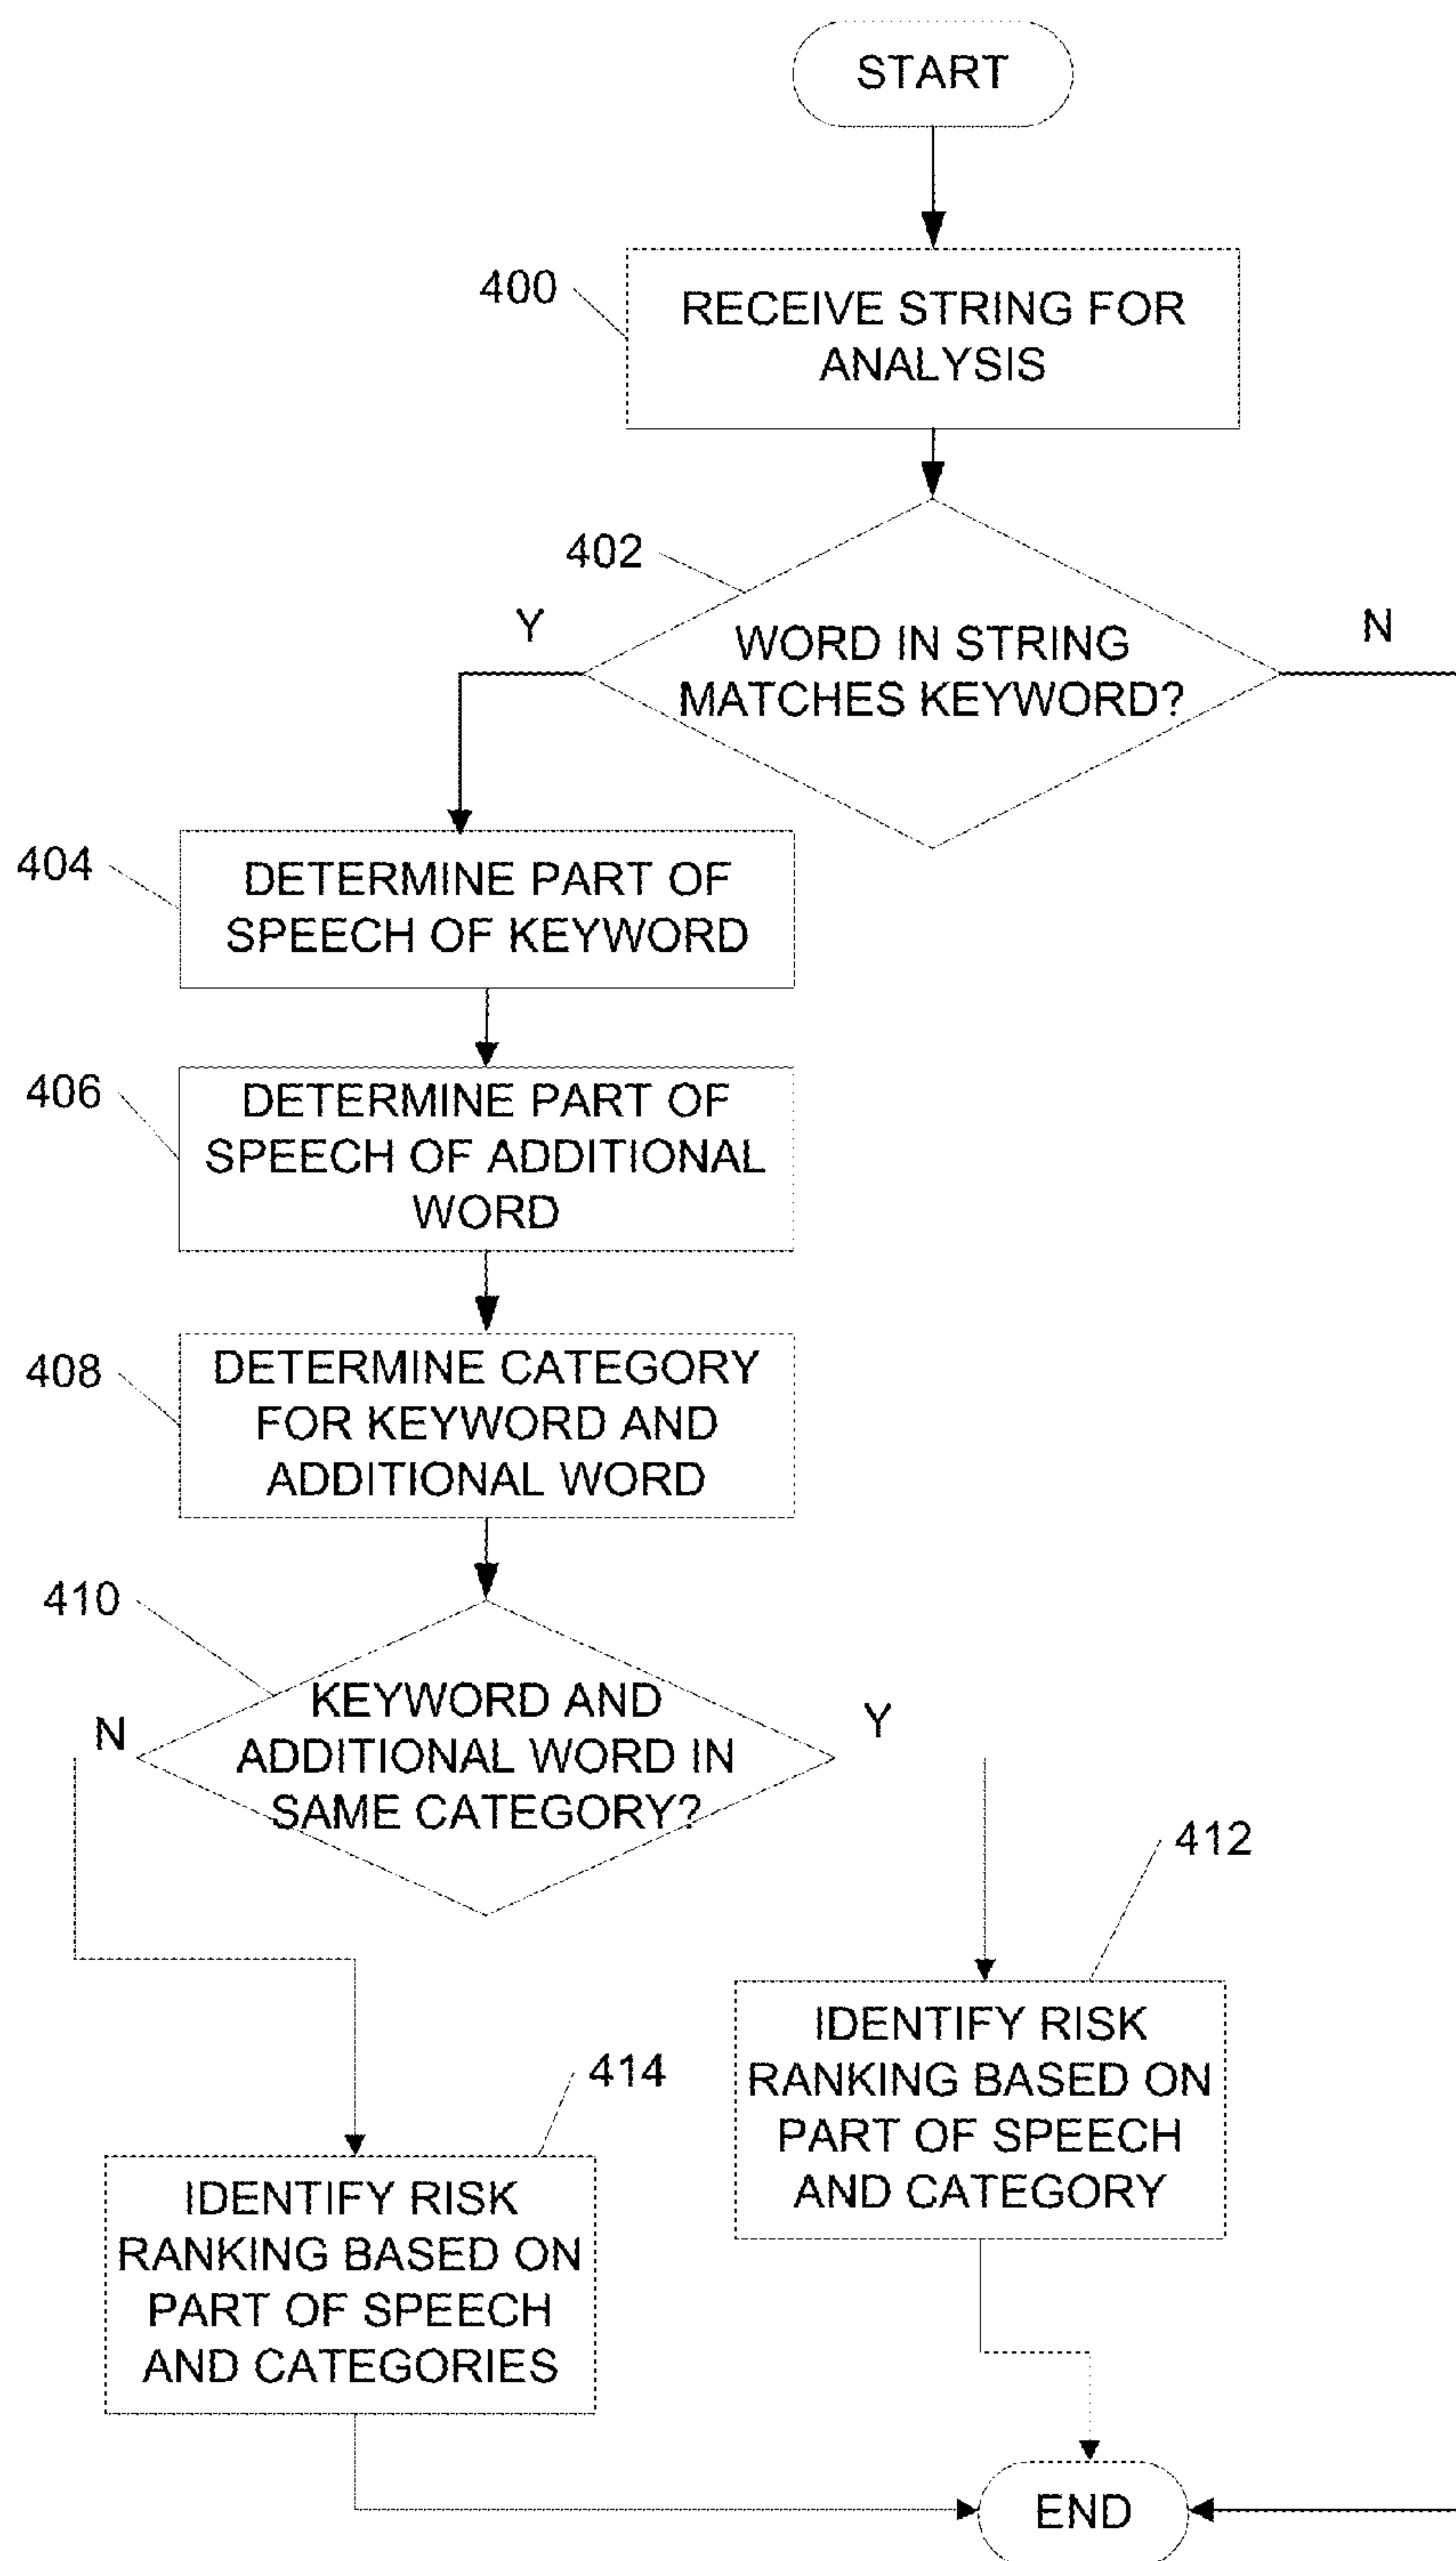 START
400
RECEIVE STRING FOR
ANALYSIS
402
Y
N
WORD IN STRING
MATCHES KEYWORD?
404
DETERMINE PART OF
SPEECH OF KEYWORD
406
DETERMINE PART OF
SPEECH OF ADDITIONAL
WORD
408
DETERMINE CATEGORY
FOR KEYWORD AND
ADDITIONAL WORD
410
N
Y
KEYWORD AND
ADDITIONAL WORD IN
SAME CATEGORY?
412
IDENTIFY RISK
RANKING BASED ON
PART OF SPEECH
AND CATEGORY
414
IDENTIFY RISK
RANKING BASED ON
PART OF SPEECH
AND CATEGORIES
END